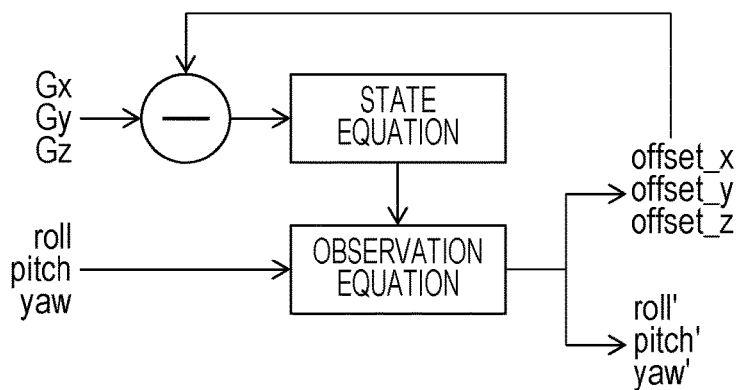 Gx
Gy
Gz
—
STATE
EQUATION
offset_x
offset_y
offset_z
roll
pitch
yaw
OBSERVATION
EQUATION
roll'
pitch'
yaw'